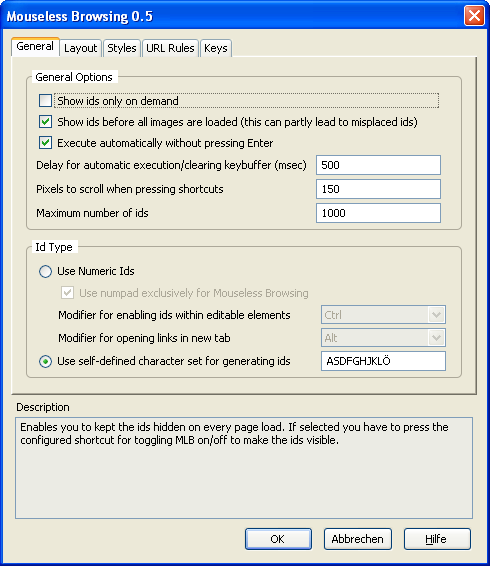 Mouseless Browsing 0.5
General Layout Styles URL Rules Keys
General Options
Show ids only on demand
Show ids before all images are loaded (this can partly lead to misplaced ids)
Execute automatically without pressing Enter
Delay for automatic execution/clearing keybuffer (msec) 500
Pixels to scroll when pressing shortcuts 150
Maximum number of ids 1000
Id Type
Use Numeric Ids
Use numpad exclusively for Mouseless Browsing
Modifier for enabling ids within editable elements Ctrl
Modifier for opening links in new tab Alt
Use self-defined character set for generating ids ASDFGHJKLÖ
Description
Enables you to kept the ids hidden on every page load. If selected you have to press the
configured shortcut for toggling MLB on/off to make the ids visible.
OK Abbrechen Hilfe